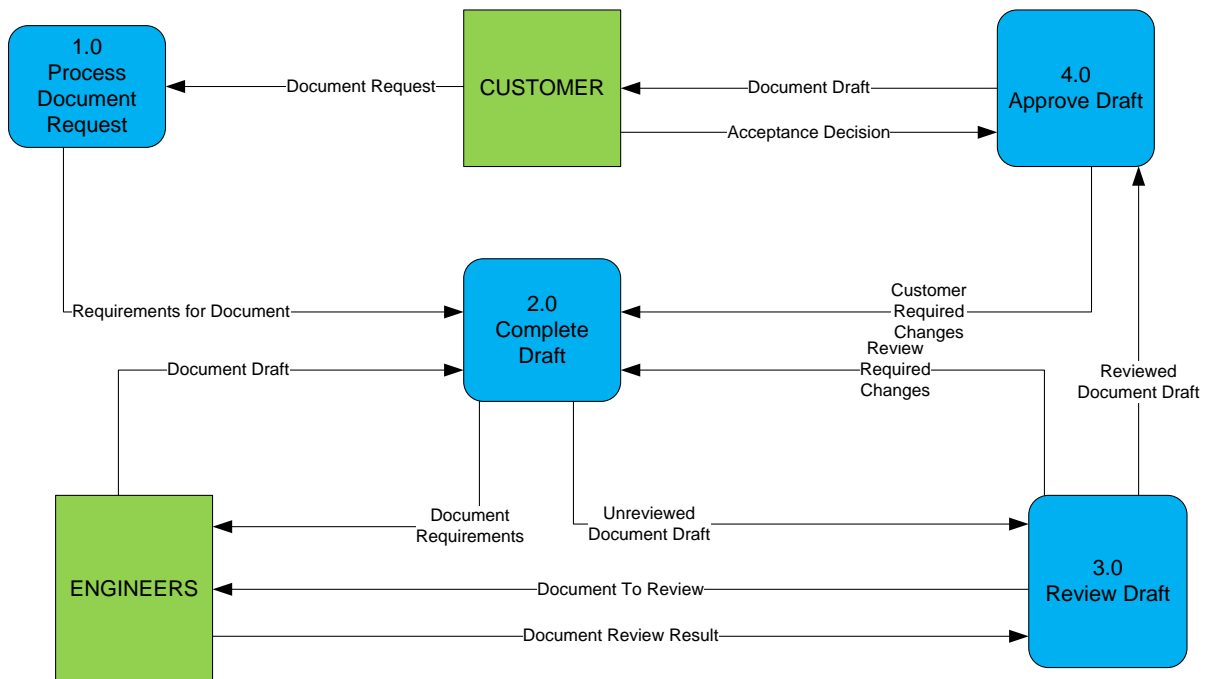 1.0
Process
Document
Request
Document Request
CUSTOMER
Document Draft
Acceptance Decision
4.0
Approve Draft
Requirements for Document
Document Draft
2.0
Complete
Draft
Customer
Required
Changes
Review
Required
Changes
Reviewed
Document Draft
Document
Requirements
Unreviewed
Document Draft
ENGINEERS
Document To Review
Document Review Result
3.0
Review Draft